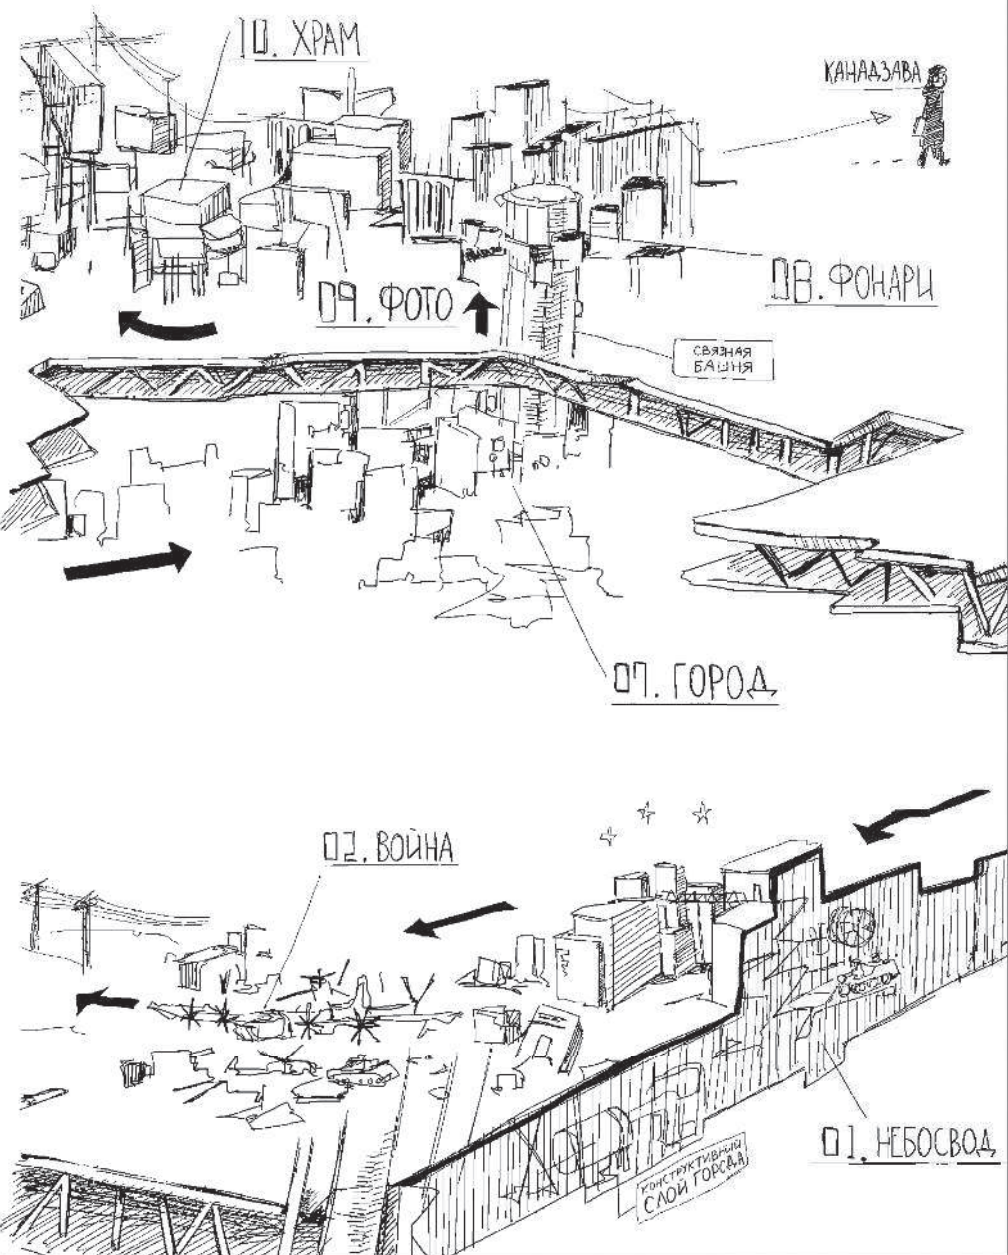 10. ХРАМ
КАНАДЗАВА
09. ФОТО
08. ФОНАРИ
СВЯЗНАЯ
БАШНЯ
07. ГОРОД
02. ВОЙНА
01. НЕБОСВОД
КОНСТРУКТИВНЫЙ
СЛОЙ ГОРОДА